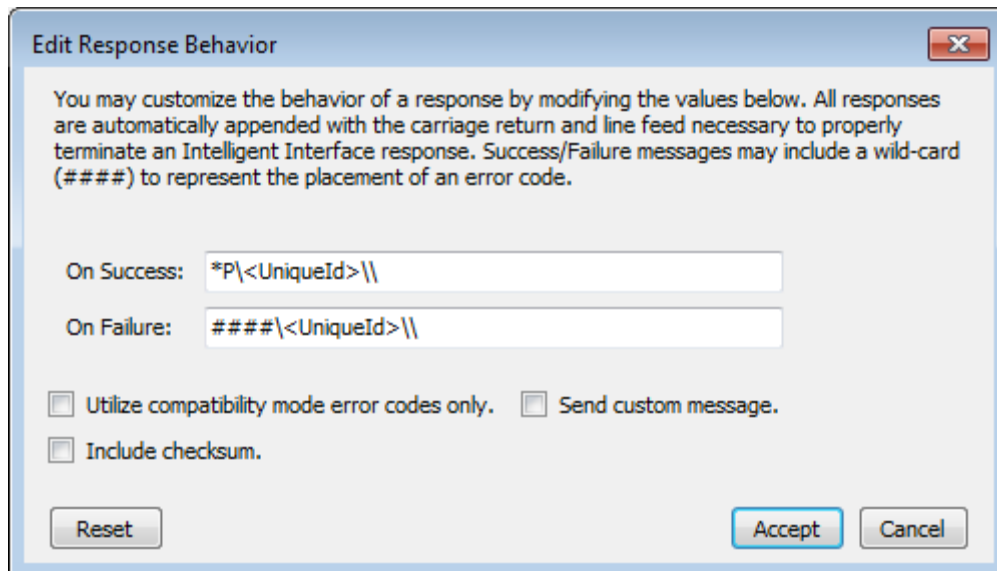 Edit Response Behavior
You may customize the behavior of a response by modifying the values below. All responses
are automatically appended with the carriage return and line feed necessary to properly
terminate an Intelligent Interface response. Success/Failure messages may include a wild-card
(####) to represent the placement of an error code.
On Success: *P\<UniqueId>\\
On Failure: ####\<UniqueId>\\
Utilize compatibility mode error codes only. Send custom message.
Include checksum.
Reset Accept Cancel